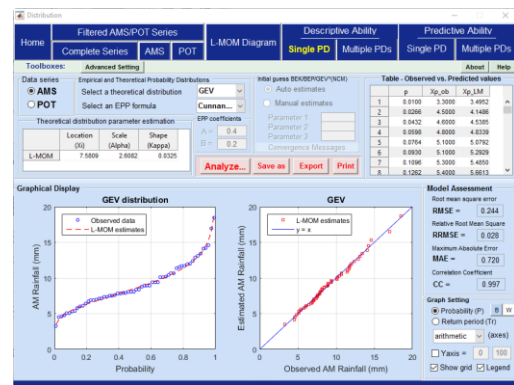 Distribution
Home
Filtered AMS/POT Series
Complete Series AMS POT
L-MOM Diagram
Descriptive Ability
Single PD Multiple PDs
Predictive Ability
Single PD Multiple PDs
Toolboxes: Advanced Setting About Help
Data series
AMS
POT
Empirical and Theoretical Probability Distributions
Select a theoretical distribution GEV
Select an EPP formula Cunnan...
Theoretical distribution parameter estimation
Location (Xi) Scale (Alpha) Shape (Kappa)
L-MOM 7.5809 2.6082 0.0325
EPP coefficients
A = 0.4
B = 0.2
Initial guess BEK/BER/GEV*(NCM)
Auto estimates
Manual estimates
Parameter 1
Parameter 2
Parameter 3
Convergence Messages
Analyze... Save as Export Print
Table - Observed vs. Predicted values
p Xp_ob Xp_LM
1 0.0100 3.3000 3.4952
2 0.0266 4.5000 4.1486
3 0.0432 4.6000 4.5385
4 0.0598 4.8000 4.8339
5 0.0764 5.1000 5.0792
6 0.0930 5.1000 5.2929
7 0.1096 5.3000 5.4850
8 0.1262 5.4000 5.6613
Graphical Display
GEV distribution
Observed data
L-MOM estimates
AM Rainfall (mm)
20
15
10
5
0
0 0.2 0.4 0.6 0.8 1
Probability
GEV
L-MOM estimates
y = x
Estimated AM Rainfall (mm)
20
15
10
5
0
0 5 10 15 20
Observed AM Rainfall (mm)
Model Assessment
Root mean square error
RMSE = 0.244
Relative Root Mean Square
RRMSE = 0.028
Maximum Absolute Error
MAE = 0.720
Correlation Coefficient
CC = 0.997
Graph Setting
Probability (P) B W
Return period (Tr)
arithmetic (axes)
Yaxis = 0 100
Show grid Legend